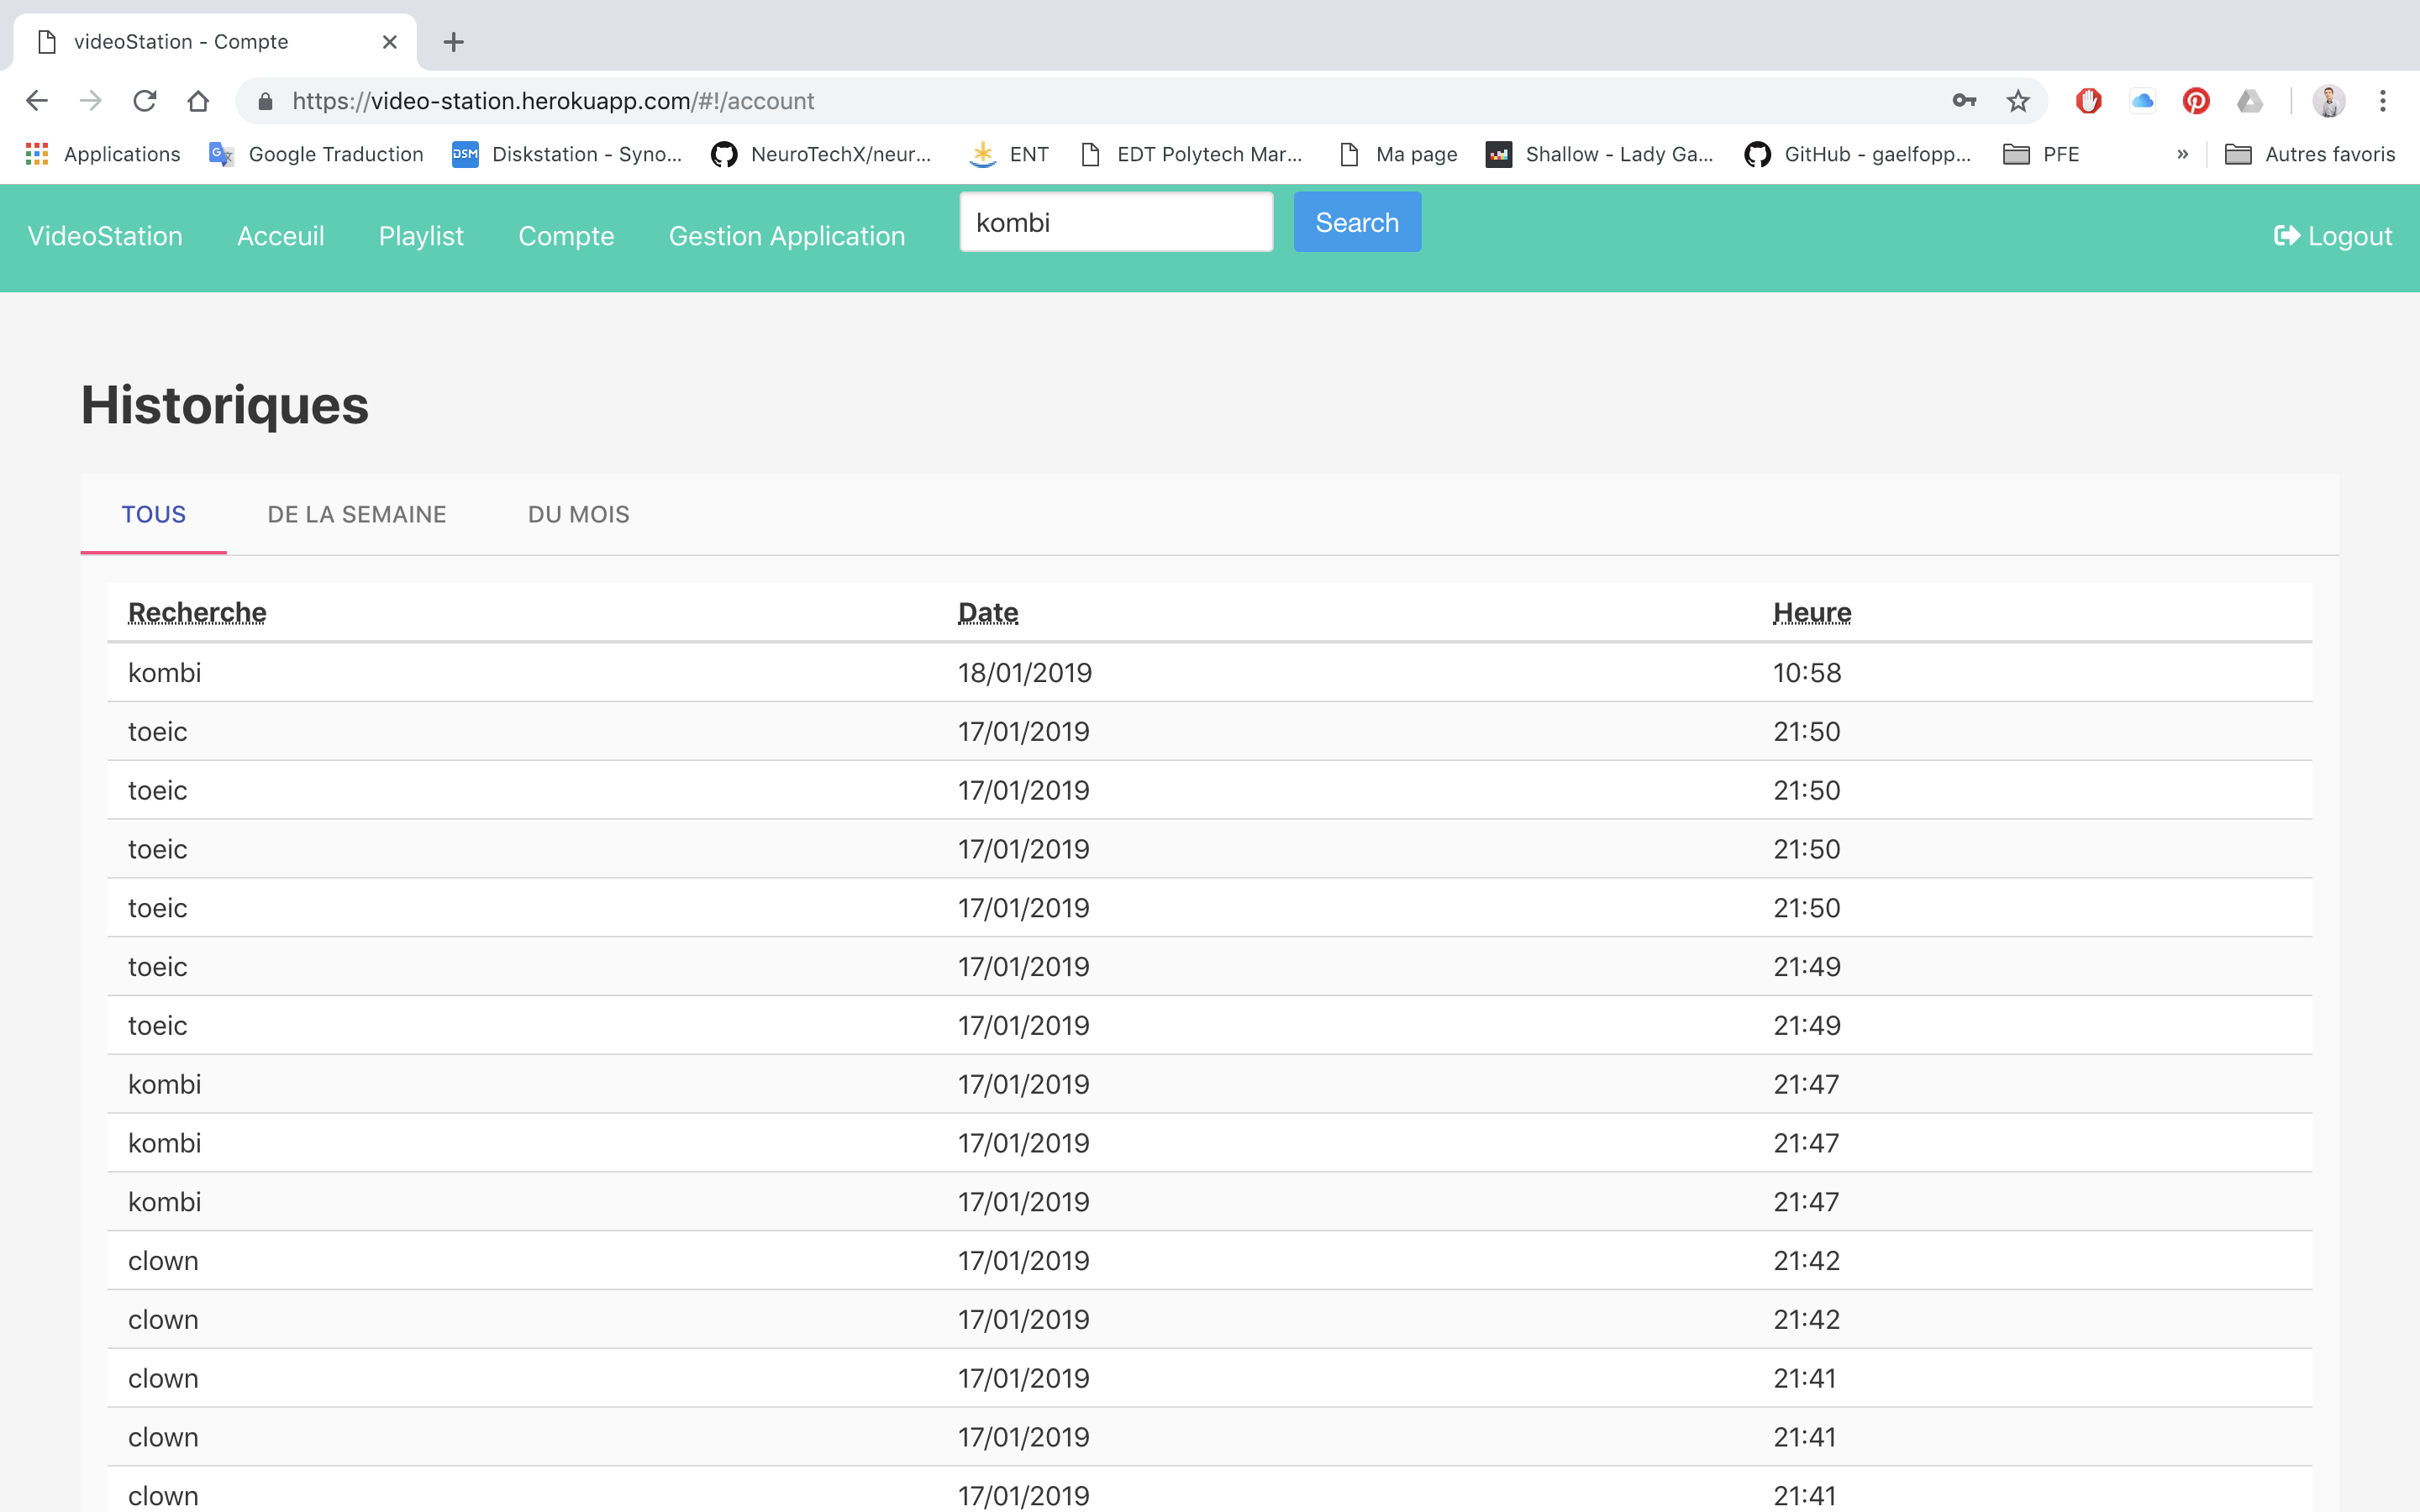 videoStation - Compte
https://video-station.herokuapp.com/#!/account
Applications Google Traduction DSM Diskstation - Syno... NeuroTechX/neur... ENT EDT Polytech Mar... Ma page Shallow - Lady Ga... GitHub - gaelfopp... PFE » Autres favoris
VideoStation Acceuil Playlist Compte Gestion Application kombi Search Logout
Historiques
TOUS DE LA SEMAINE DU MOIS
Recherche Date Heure
kombi 18/01/2019 10:58
toeic 17/01/2019 21:50
toeic 17/01/2019 21:50
toeic 17/01/2019 21:50
toeic 17/01/2019 21:50
toeic 17/01/2019 21:49
toeic 17/01/2019 21:49
kombi 17/01/2019 21:47
kombi 17/01/2019 21:47
kombi 17/01/2019 21:47
clown 17/01/2019 21:42
clown 17/01/2019 21:42
clown 17/01/2019 21:41
clown 17/01/2019 21:41
clown 17/01/2019 21:41